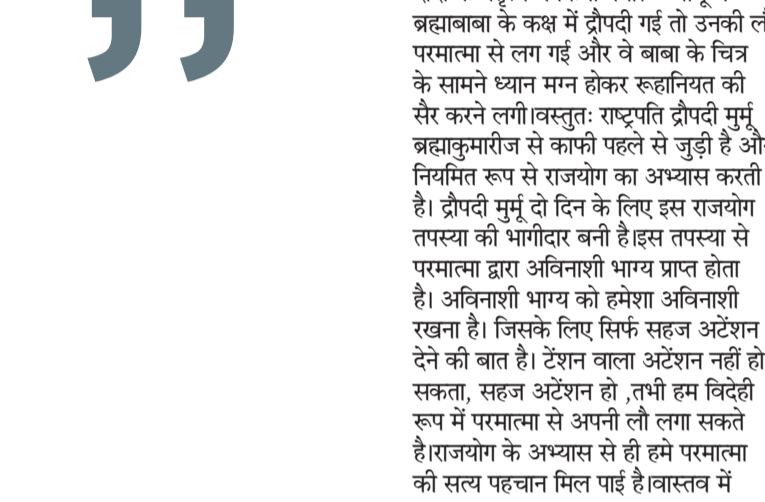 ब्रह्माबाबा के कक्ष में द्रौपदी गई तो उनकी
परमात्मा से लग गई और वे बाबा के चित्र
के सामने ध्यान मग्न होकर रूहानियत की
सैर करने लगी।वस्तुतः राष्ट्रपति द्रौपदी मुर्मू
ब्रह्माकुमारीज से काफी पहले से जुड़ी है
नियमित रूप से राजयोग का अभ्यास करती
है। द्रौपदी मुर्मू दो दिन के लिए इस राजयोग
तपस्या की भागीदार बनी है।इस तपस्या से
परमात्मा द्वारा अविनाशी भाग्य प्राप्त होता
है। अविनाशी भाग्य को हमेशा अविनाशी
रखना है। जिसके लिए सिर्फ सहज अटेंशन
देने की बात है। टेंशन वाला अटेंशन नहीं हो
सकता, सहज अटेंशन हो ,तभी हम विदेही
रूप में परमात्मा से अपनी लौ लगा सकते
है।राजयोग के अभ्यास से ही हमे परमात्मा
की सत्य पहचान मिल पाई है।वास्तव में